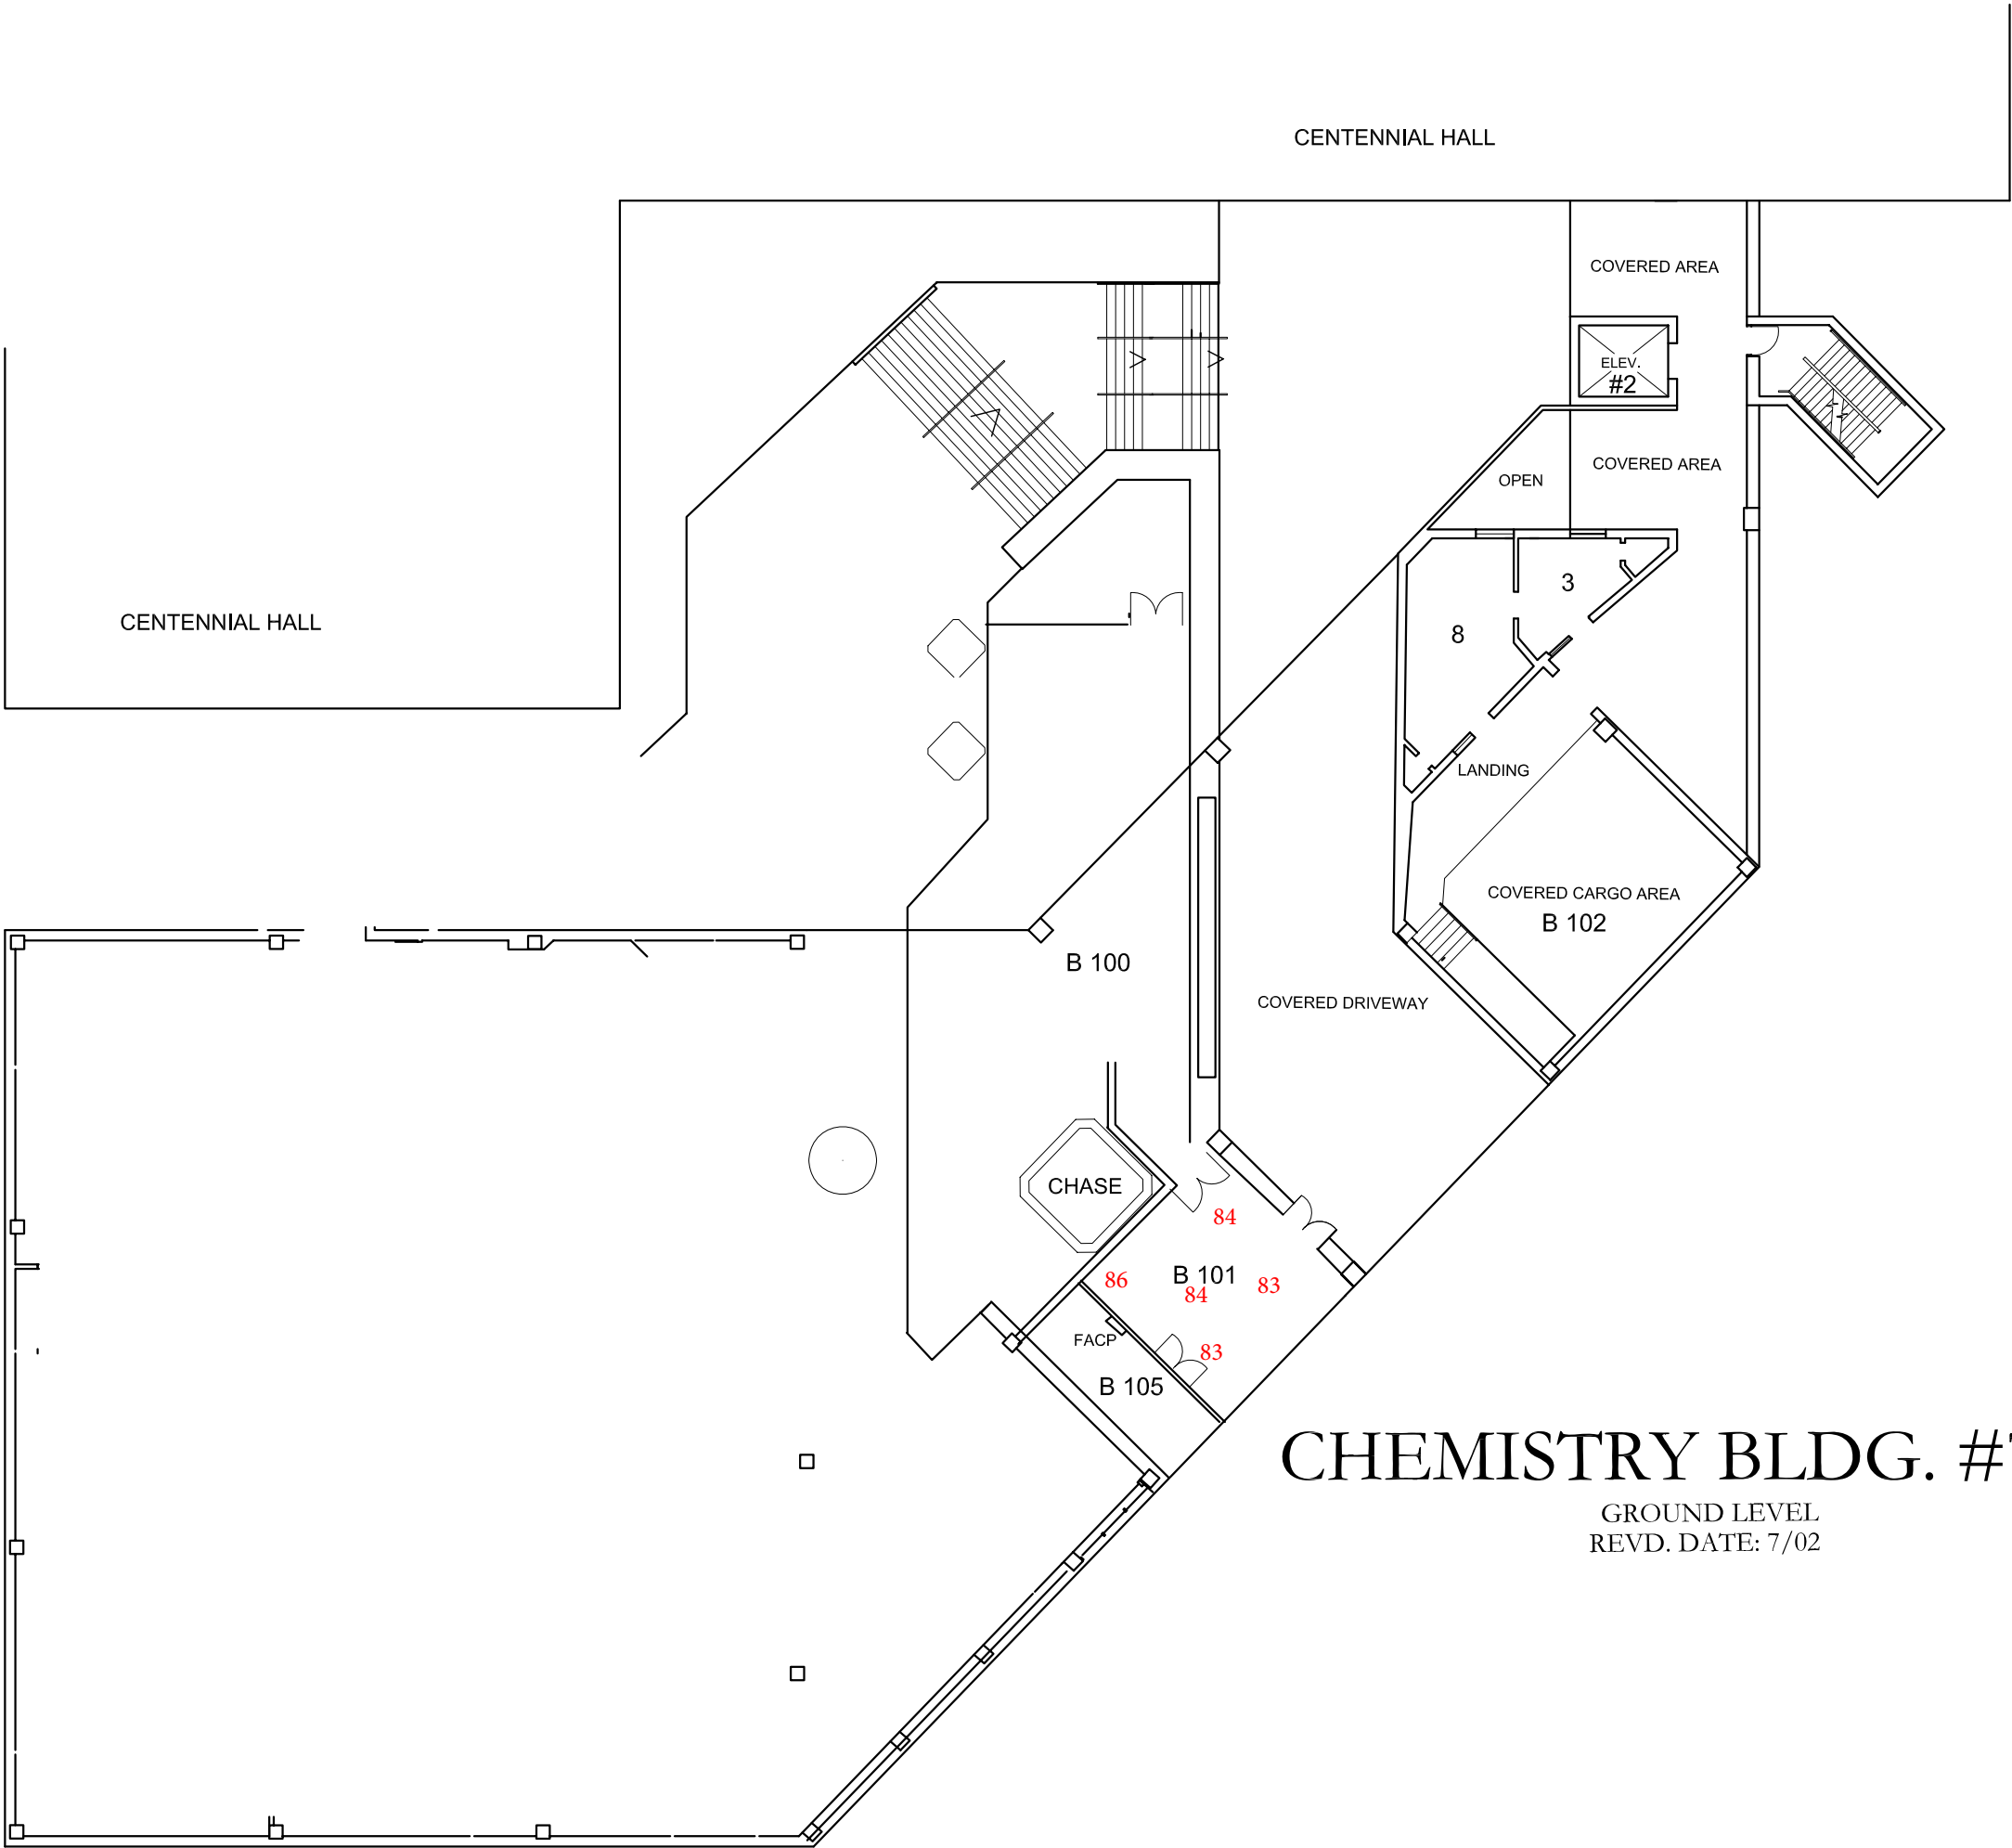 CENTENNIAL HALL
COVERED AREA
ELEV.
#2
COVERED AREA
OPEN
3
CENTENNIAL HALL
8
LANDING
COVERED CARGO AREA
B 102
B 100
COVERED DRIVEWAY
CHASE
84
B 101
86
83
84
FACP
83
B 105
CHEMISTRY BLDG. #
GROUND LEVEL
REVD. DATE: 7/02